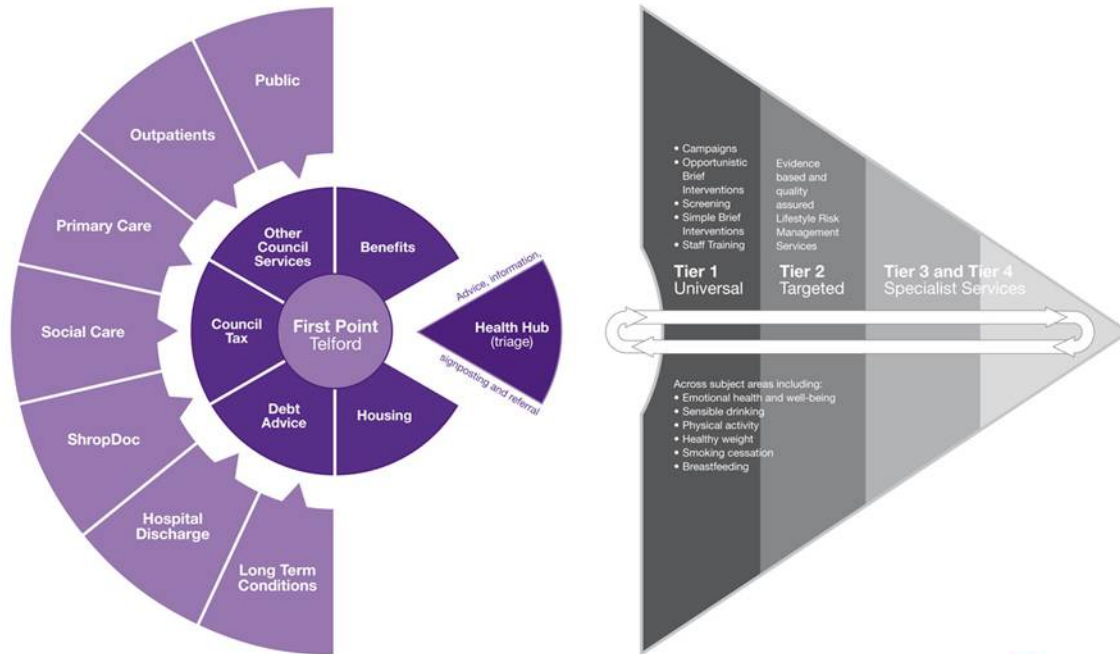 Public
Outpatients
Primary Care
Social Care
ShropDoc
Hospital
Discharge
Long Term
Conditions
Other
Council
Services
Benefits
Council
Tax
First Point
Telford
Debt
Advice
Housing
Advice, information,
Health Hub
(triage)
signposting and referral
• Campaigns
• Opportunistic
Brief
Interventions
• Screening
• Simple Brief
Interventions
• Staff Training
Tier 1
Universal
Evidence
based and
quality
assured
Lifestyle Risk
Management
Services
Tier 2
Targeted
Tier 3 and Tier 4
Specialist Services
Across subject areas including:
• Emotional health and well-being
• Sensible drinking
• Physical activity
• Healthy weight
• Smoking cessation
• Breastfeeding